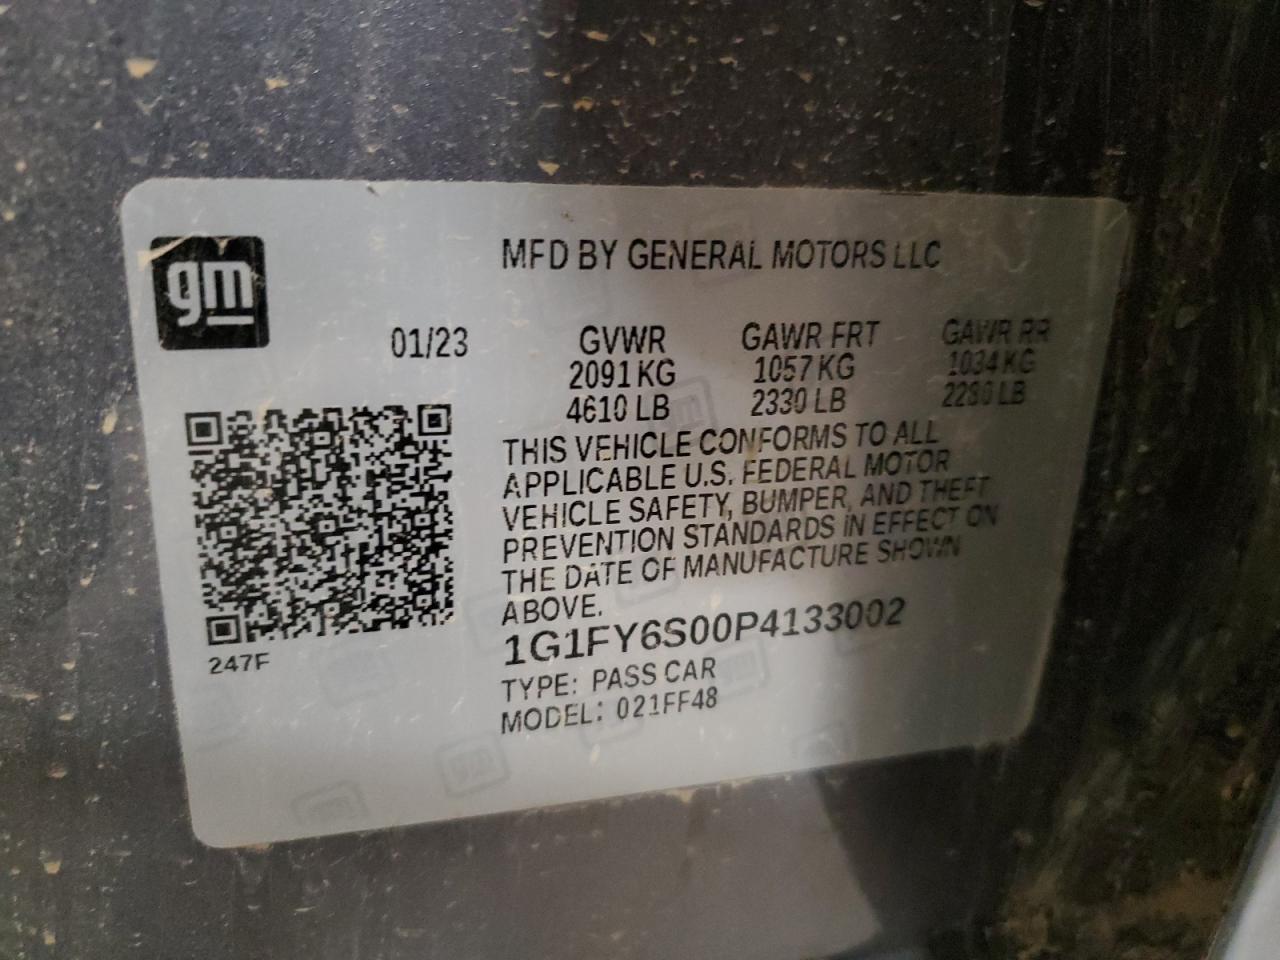 gm
MFD BY GENERAL MOTORS LLC
01/23 GVWR GAWR FRT GAWR RR
2091 KG 1057 KG 1034 KG
4610 LB 2330 LB 2280 LB
THIS VEHICLE CONFORMS TO ALL
APPLICABLE U.S. FEDERAL MOTOR
VEHICLE SAFETY, BUMPER, AND THEFT
PREVENTION STANDARDS IN EFFECT ON
THE DATE OF MANUFACTURE SHOWN
ABOVE.
1G1FY6S00P4133002
247F
TYPE: PASS CAR
MODEL: 021FF48